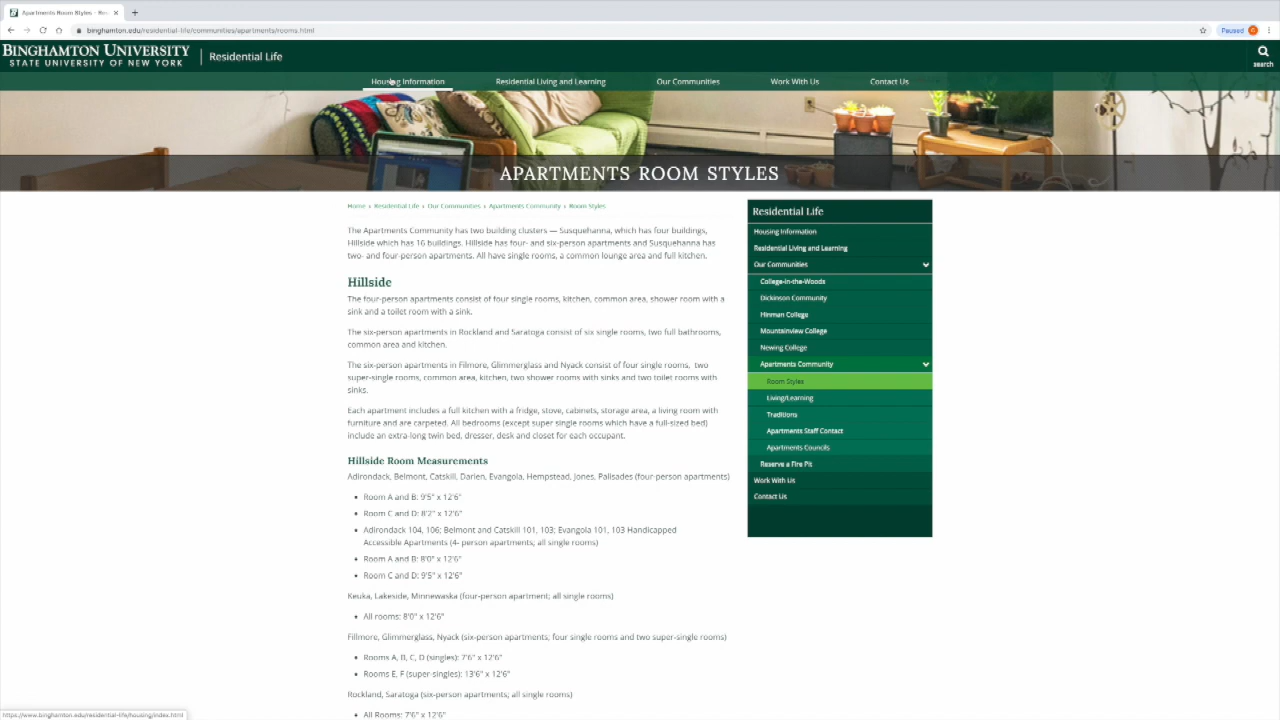 Apartments Room Styles - Res
binghamton.edu/residential-life/communities/apartments/rooms.html
Paused
BINGHAMTON UNIVERSITY
STATE UNIVERSITY OF NEW YORK
Residential Life
search
Housing Information
Residential Living and Learning
Our Communities
Work With Us
Contact Us
APARTMENTS ROOM STYLES
Home › Residential Life › Our Communities › Apartments Community › Room Styles
The Apartments Community has two building clusters — Susquehanna, which has four buildings,
Hillside which has 16 buildings. Hillside has four- and six-person apartments and Susquehanna has
two- and four-person apartments. All have single rooms, a common lounge area and full kitchen.
Hillside
The four-person apartments consist of four single rooms, kitchen, common area, shower room with a
sink and a toilet room with a sink.
The six-person apartments in Rockland and Saratoga consist of six single rooms, two full bathrooms,
common area and kitchen.
The six-person apartments in Filmore, Glimmerglass and Nyack consist of four single rooms, two
super-single rooms, common area, kitchen, two shower rooms with sinks and two toilet rooms with
sinks.
Each apartment includes a full kitchen with a fridge, stove, cabinets, storage area, a living room with
furniture and are carpeted. All bedrooms (except super single rooms which have a full-sized bed)
include an extra-long twin bed, dresser, desk and closet for each occupant.
Hillside Room Measurements
Adirondack, Belmont, Catskill, Darien, Evangola, Hempstead, Jones, Palisades (four-person apartments)
• Room A and B: 9'5" x 12'6"
• Room C and D: 8'2" x 12'6"
• Adirondack 104, 106; Belmont and Catskill 101, 103; Evangola 101, 103 Handicapped
Accessible Apartments (4- person apartments; all single rooms)
• Room A and B: 8'0" x 12'6"
• Room C and D: 9'5" x 12'6"
Keuka, Lakeside, Minnewaska (four-person apartment; all single rooms)
• All rooms: 8'0" x 12'6"
Fillmore, Glimmerglass, Nyack (six-person apartments; four single rooms and two super-single rooms)
• Rooms A, B, C, D (singles): 7'6" x 12'6"
• Rooms E, F (super-singles): 13'6" x 12'6"
Rockland, Saratoga (six-person apartments; all single rooms)
• All Rooms: 7'6" x 12'6"
Residential Life
Housing Information
Residential Living and Learning
Our Communities
College-in-the-Woods
Dickinson Community
Hinman College
Mountainview College
Newing College
Apartments Community
Room Styles
Living/Learning
Traditions
Apartments Staff Contact
Apartments Councils
Reserve a Fire Pit
Work With Us
Contact Us
https://www.binghamton.edu/residential-life/housing/index.html